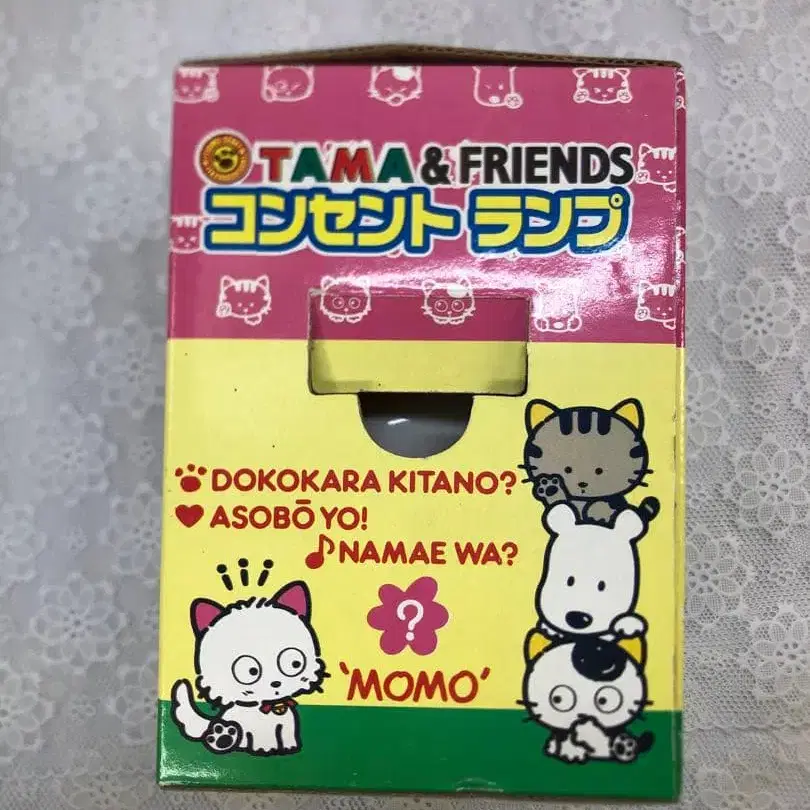 TAMA & FRIENDS
コンセント ランプ
DOKOKARA KITANO?
ASOBŌ YO!
NAMAE WA?
?
'MOMO'